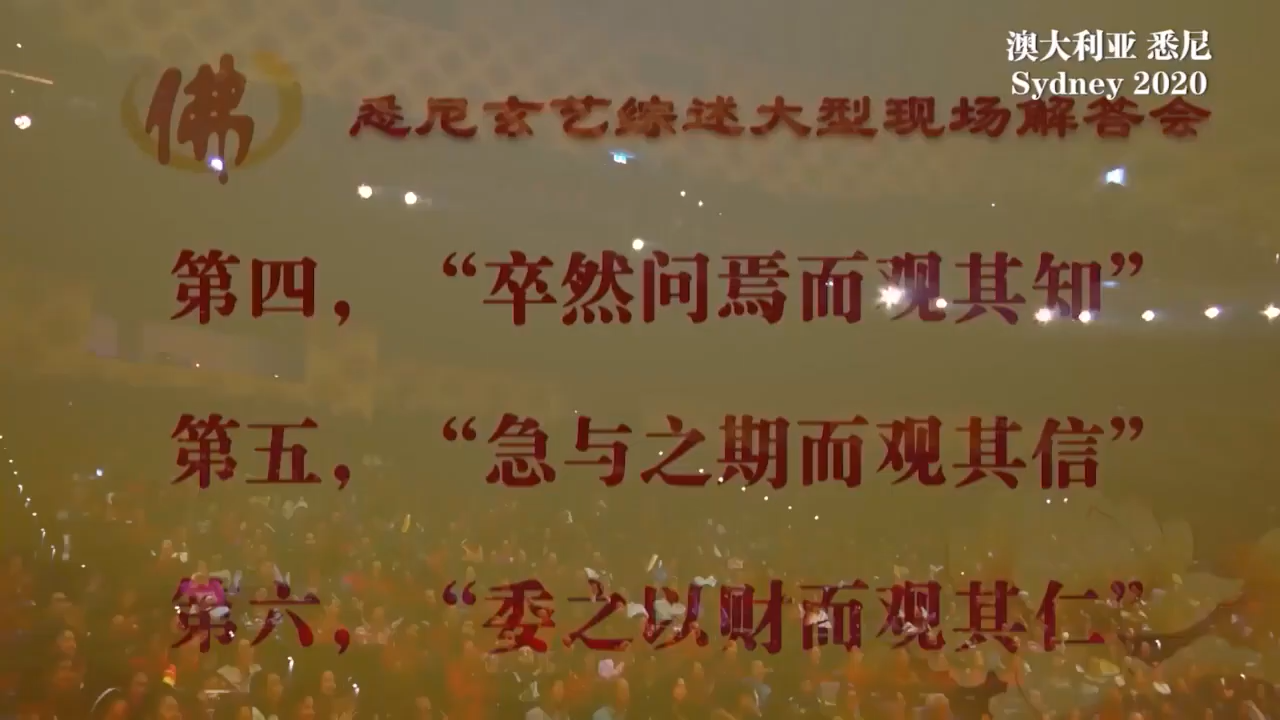 澳大利亚 悉尼
Sydney 2020
佛
悉尼玄艺综述大型现场解答会
第四，“卒然问焉而观其知”
第五，“急与之期而观其信”
第六，“委之以财而观其仁”